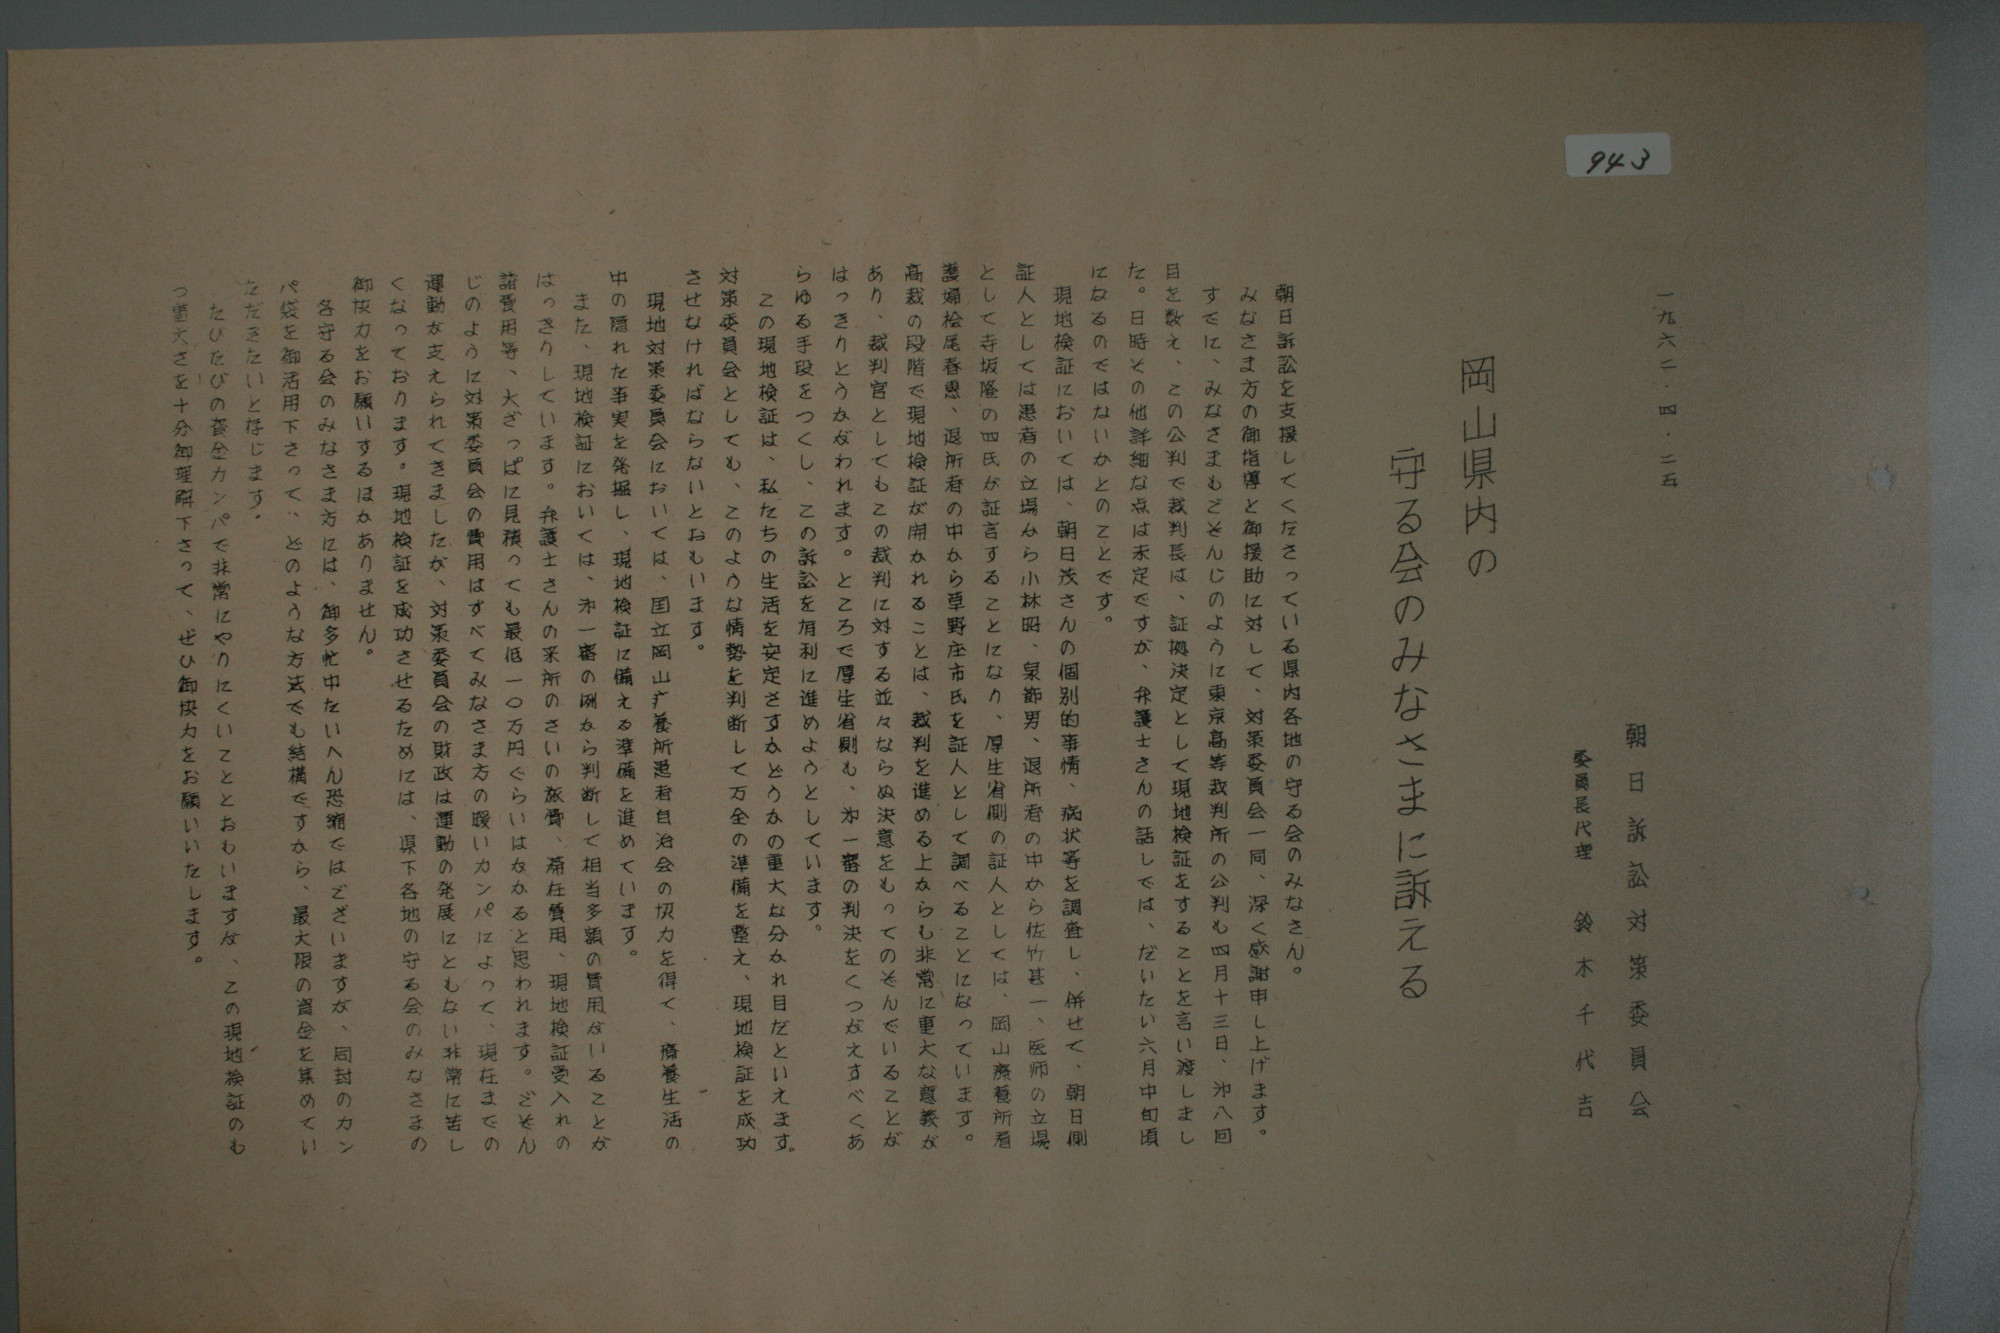 943
一九六二・四・二五
朝日訴訟対策委員会
委員長代理 鈴木千代吉
岡山県内の
守る会のみなさまに訴える
朝日訴訟を支援してくださっている県内各地の守る会のみなさん。
みなさま方の御指導と御援助に対して、対策委員会一同、深く感謝申し上げます。
すでに、みなさまもごぞんじのように東京高等裁判所の公判も四月十三日、㐧八回
目を数え、この公判で裁判長は、証拠決定として現地検証をすることを言い渡しまし
た。日時その他詳細な点は未定ですが、弁護士さんの話しでは、だいたい六月中旬頃
になるのではないかとのことです。
現地検証においては、朝日茂さんの個別的事情、病状等を調査し、併せて、朝日側
証人としては患者の立場から小林昭、泉節男、退所者の中から佐竹甚一、医師の立場
として寺坂隆の四氏が証言することになり、厚生省側の証人としては、岡山療養所看
護婦桧尾春恵、退所者の中から草野庄市氏を証人として調べることになっています。
高裁の段階で現地検証が開かれることは、裁判を進める上からも非常に重大な意義が
あり、裁判官としてもこの裁判に対する並々ならぬ決意をもってのぞんでいることが
はっきりとうかがわれます。ところで厚生省側も、㐧一審の判決をくつがえすべくあ
らゆる手段をつくし、この訴訟を有利に進めようとしています。
この現地検証は、私たちの生活を安定さすかどうかの重大な分かれ目だといえます。
対策委員会としても、このような情勢を判断して万全の準備を整え、現地検証を成功
させなければならないとおもいます。
現地対策委員会においては、国立岡山疒養所患者自治会の協力を得て、療養生活の
中の隠れた事実を発掘し、現地検証に備える準備を進めています。
また、現地検証においては、㐧一審の例から判断して相当多額の費用がいることが
はっきりしています。弁護士さんの来所のさいの旅費、滞在費用、現地検証受入れの
諸費用等、大ざっぱに見積っても最低一〇万円ぐらいはかかると思われます。ごぞん
じのように対策委員会の費用はすべてみなさま方の暖いカンパによって、現在までの
運動が支えられてきましたが、対策委員会の財政は運動の発展にともない非常に苦し
くなっております。現地検証を成功させるためには、県下各地の守る会のみなさまの
御協力をお願いするほかありません。
各守る会のみなさま方には、御多忙中たいへん恐縮ではございますが、同封のカン
パ袋を御活用下さって、どのような方法でも結構ですから、最大限の資金を集めてい
ただきたいと存じます。
たびたびの資金カンパで非常にやりにくいこととおもいますが、この現地検証のも
つ重大さを十分御理解下さって、ぜひ御協力をお願いいたします。